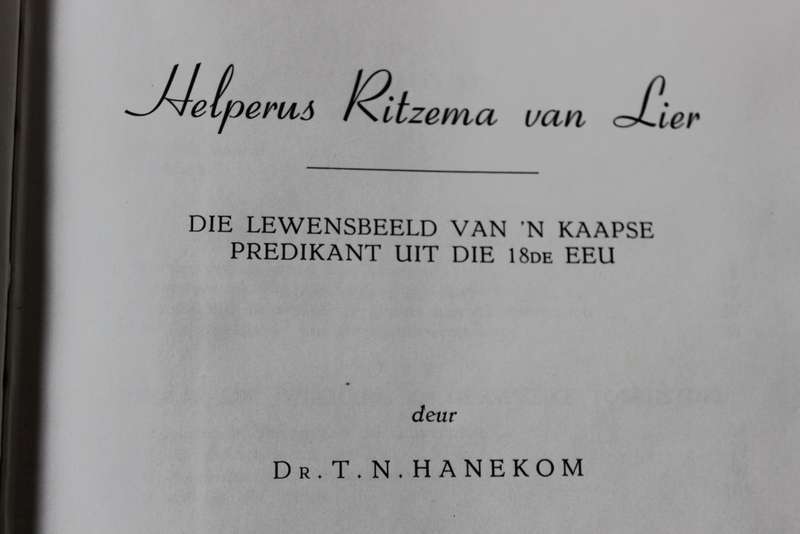 Helperus Ritzema van Lier
DIE LEWENSBEELD VAN 'N KAAPSE
PREDIKANT UIT DIE 18DE EEU
deur
DR. T. N. HANEKOM